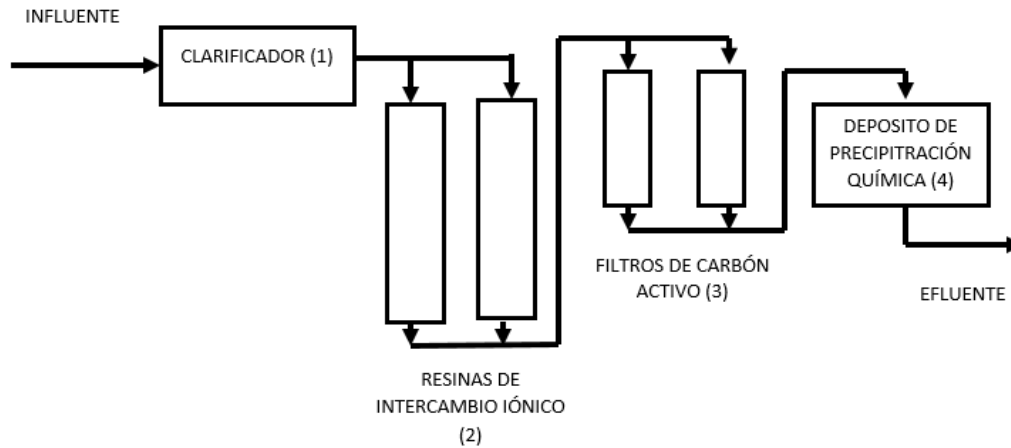 INFLUENTE
CLARIFICADOR (1)
DEPOSITO DE
PRECIPITRACIÓN
QUÍMICA (4)
FILTROS DE CARBÓN
ACTIVO (3)
EFLUENTE
RESINAS DE
INTERCAMBIO IÓNICO
(2)